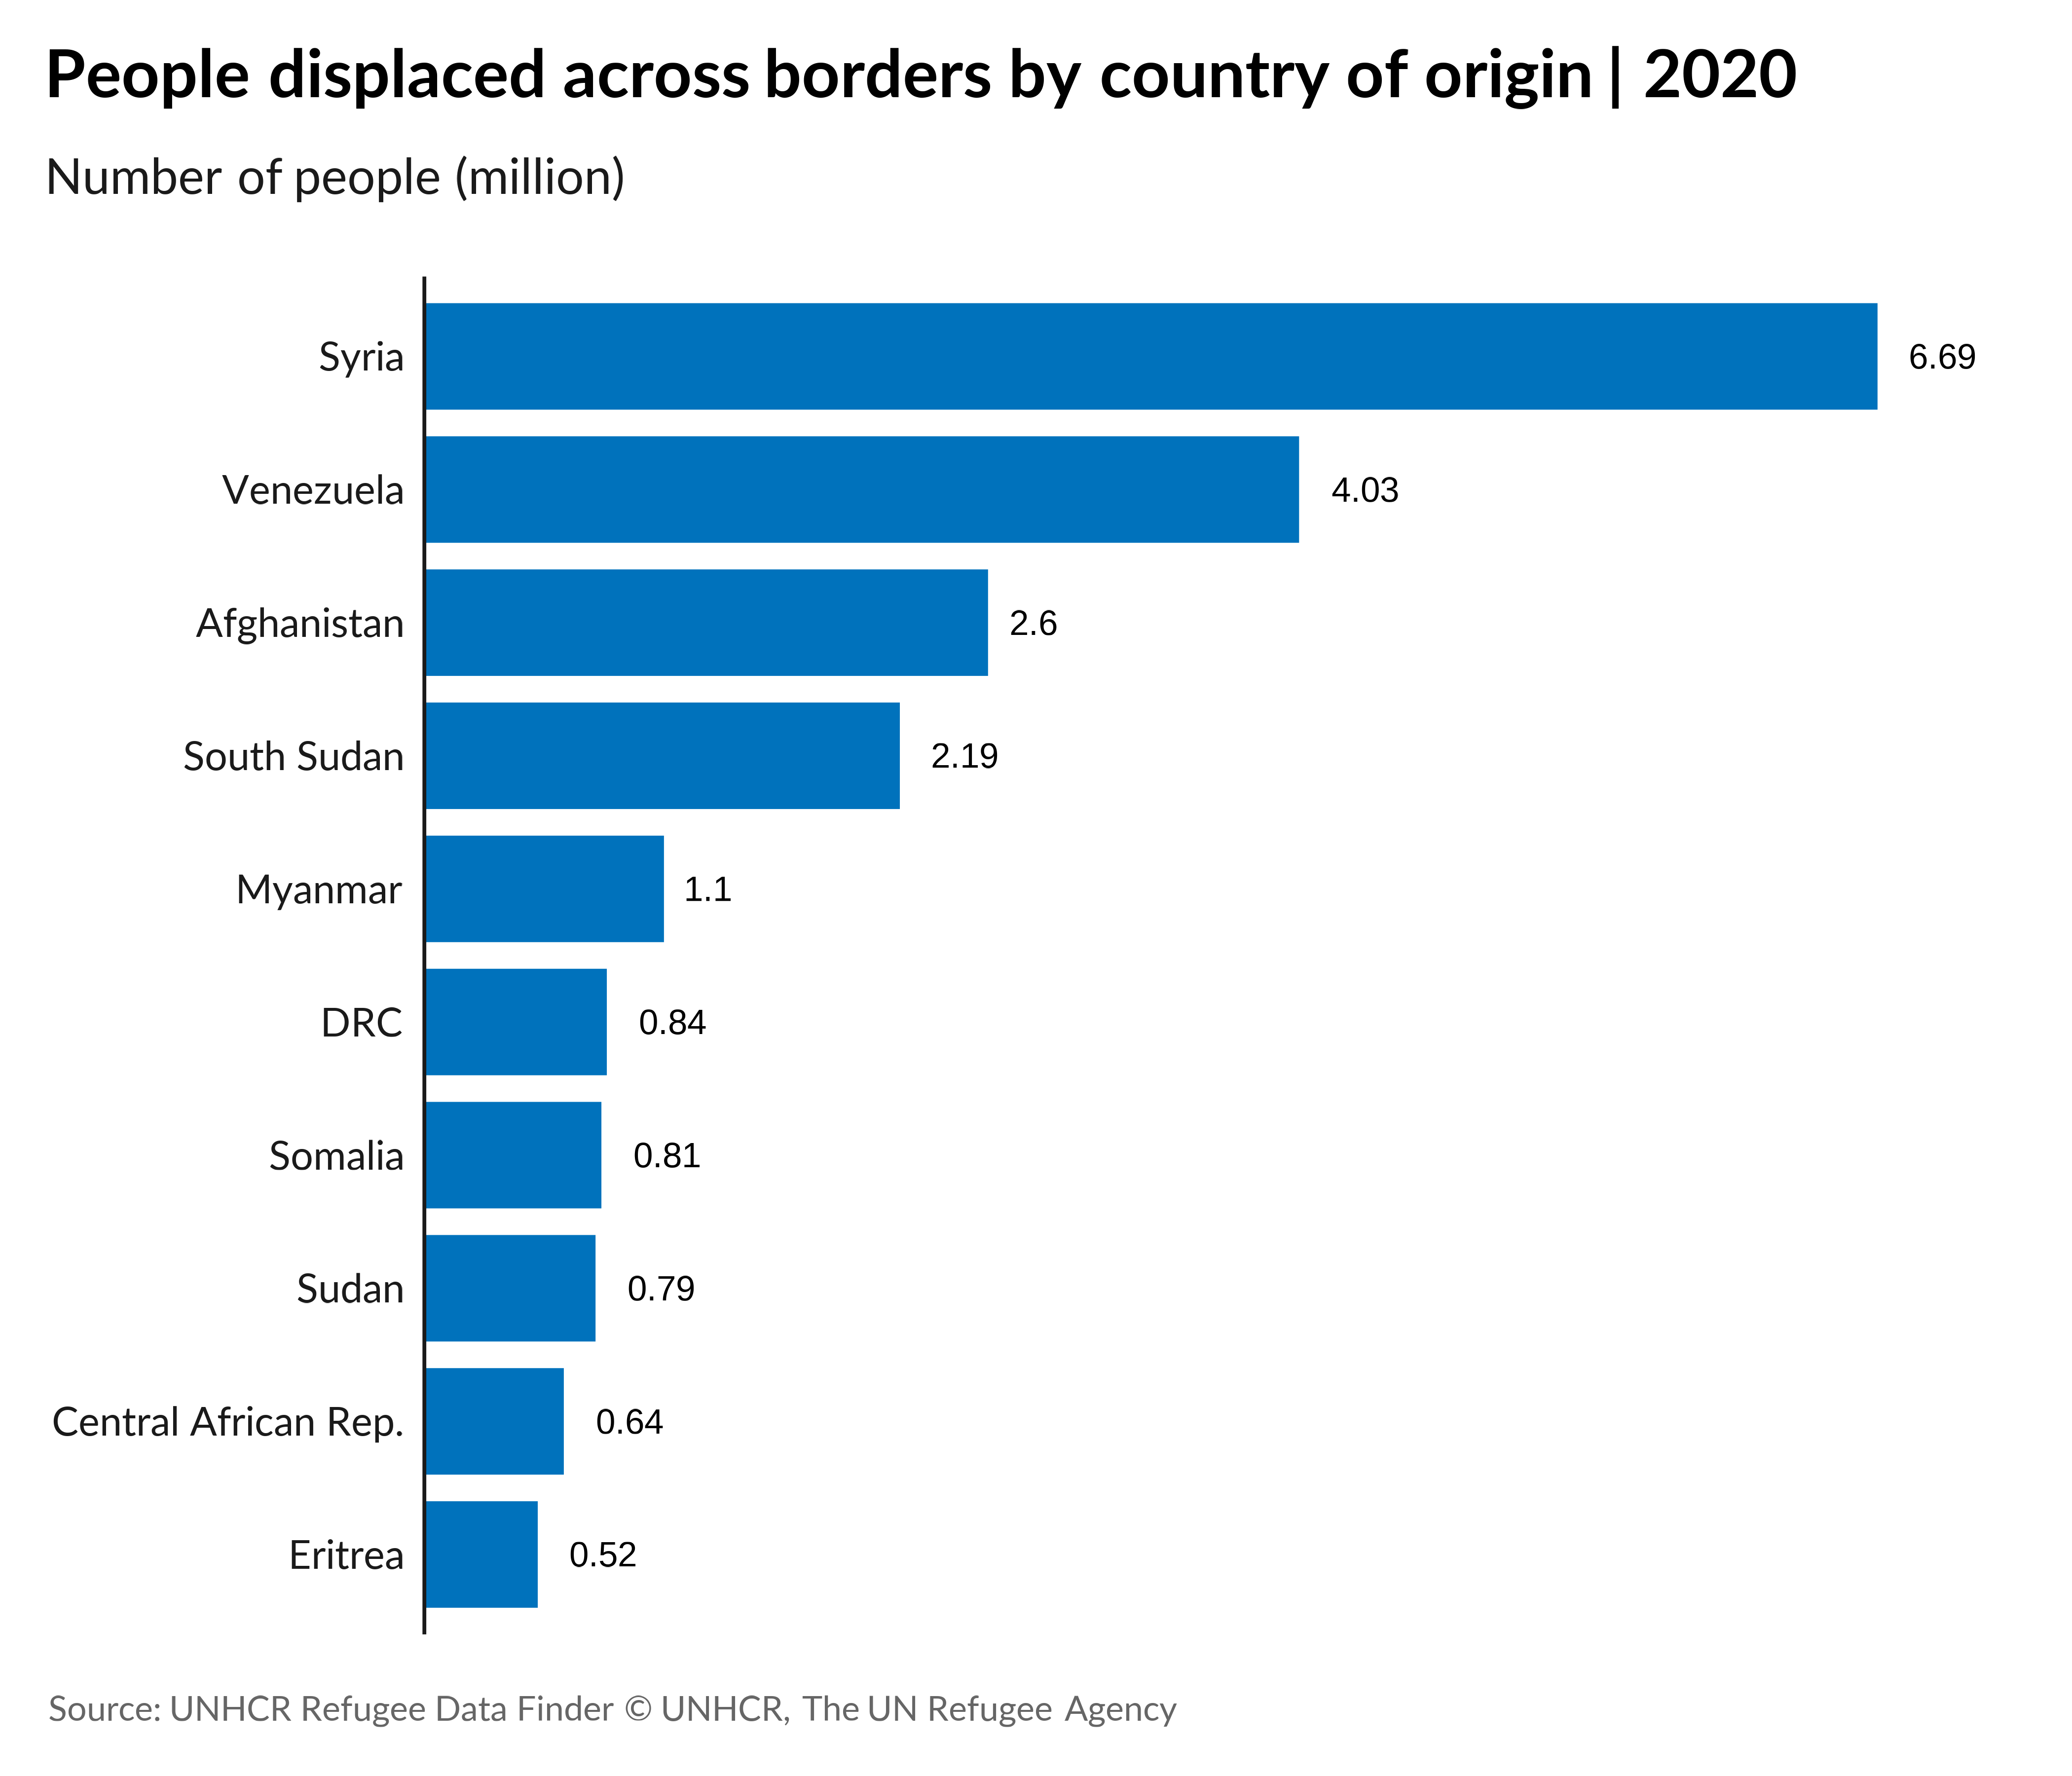 People displaced across borders by country of origin | 2020
Number of people (million)
Syria 6.69
Venezuela 4.03
Afghanistan 2.6
South Sudan 2.19
Myanmar 1.1
DRC 0.84
Somalia 0.81
Sudan 0.79
Central African Rep. 0.64
Eritrea 0.52
Source: UNHCR Refugee Data Finder © UNHCR, The UN Refugee Agency